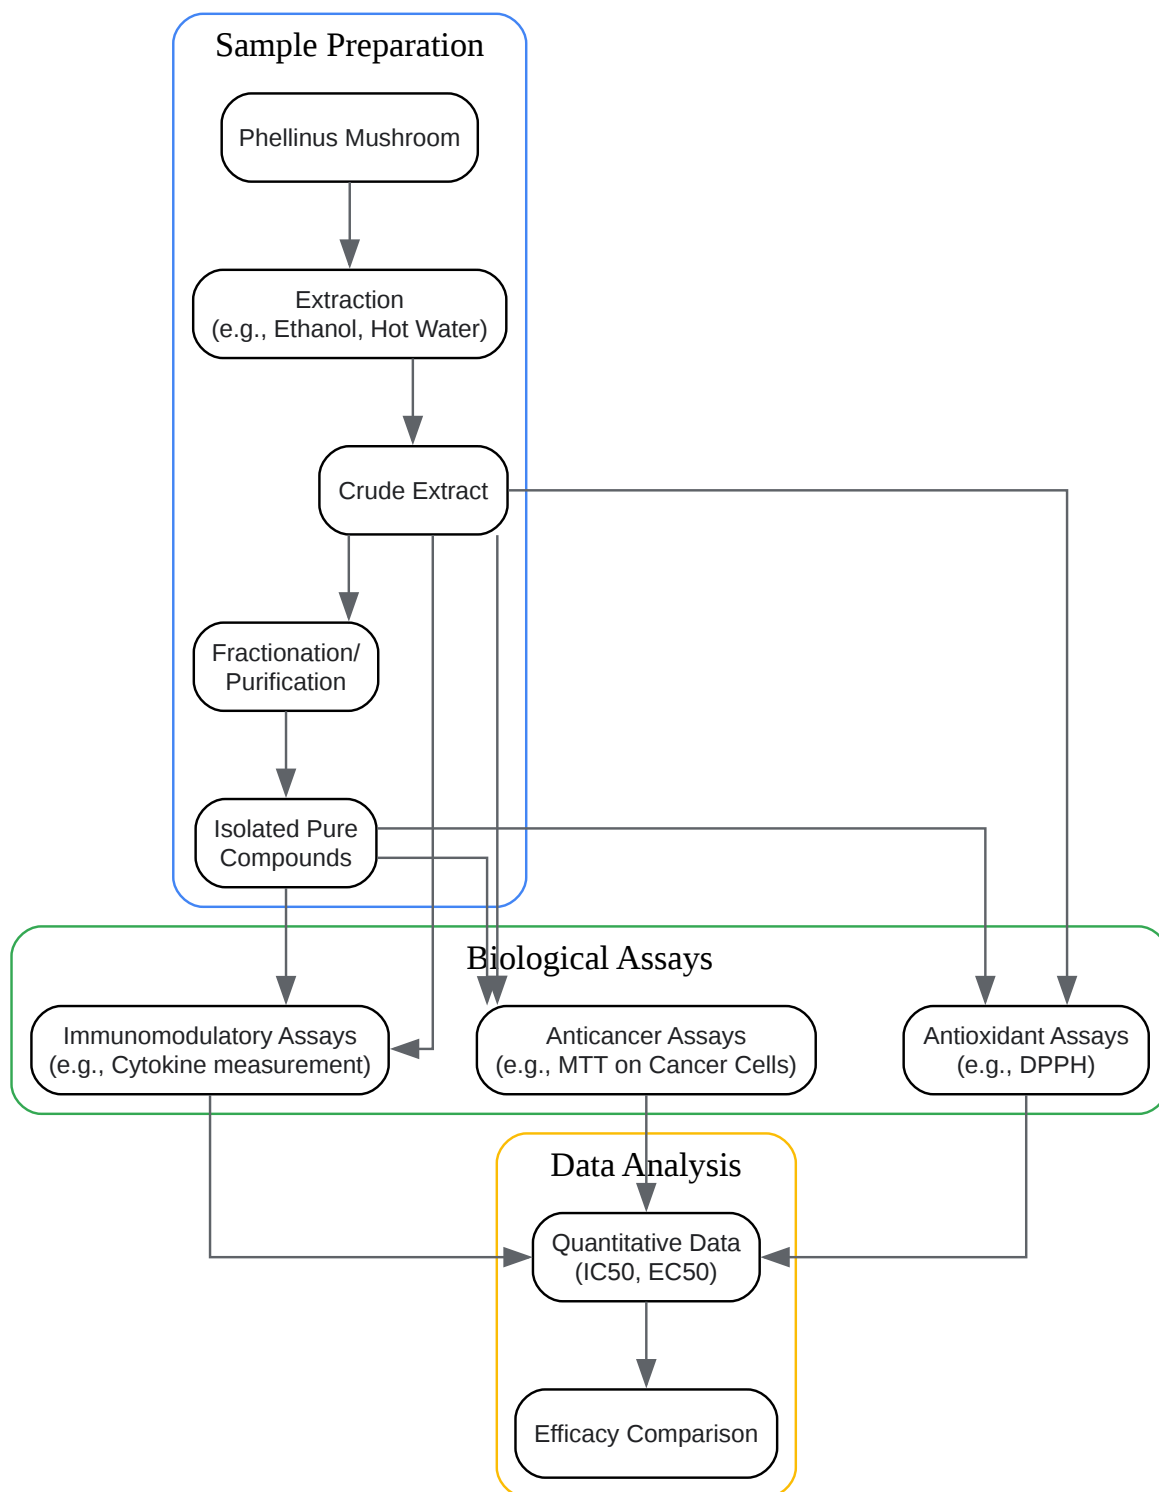 Sample Preparation
Phellinus Mushroom
Extraction
(e.g., Ethanol, Hot Water)
Crude Extract
Fractionation/
Purification
Isolated Pure
Compounds
Biological Assays
Immunomodulatory Assays
(e.g., Cytokine measurement)
Anticancer Assays
(e.g., MTT on Cancer Cells)
Antioxidant Assays
(e.g., DPPH)
Data Analysis
Quantitative Data
(IC50, EC50)
Efficacy Comparison